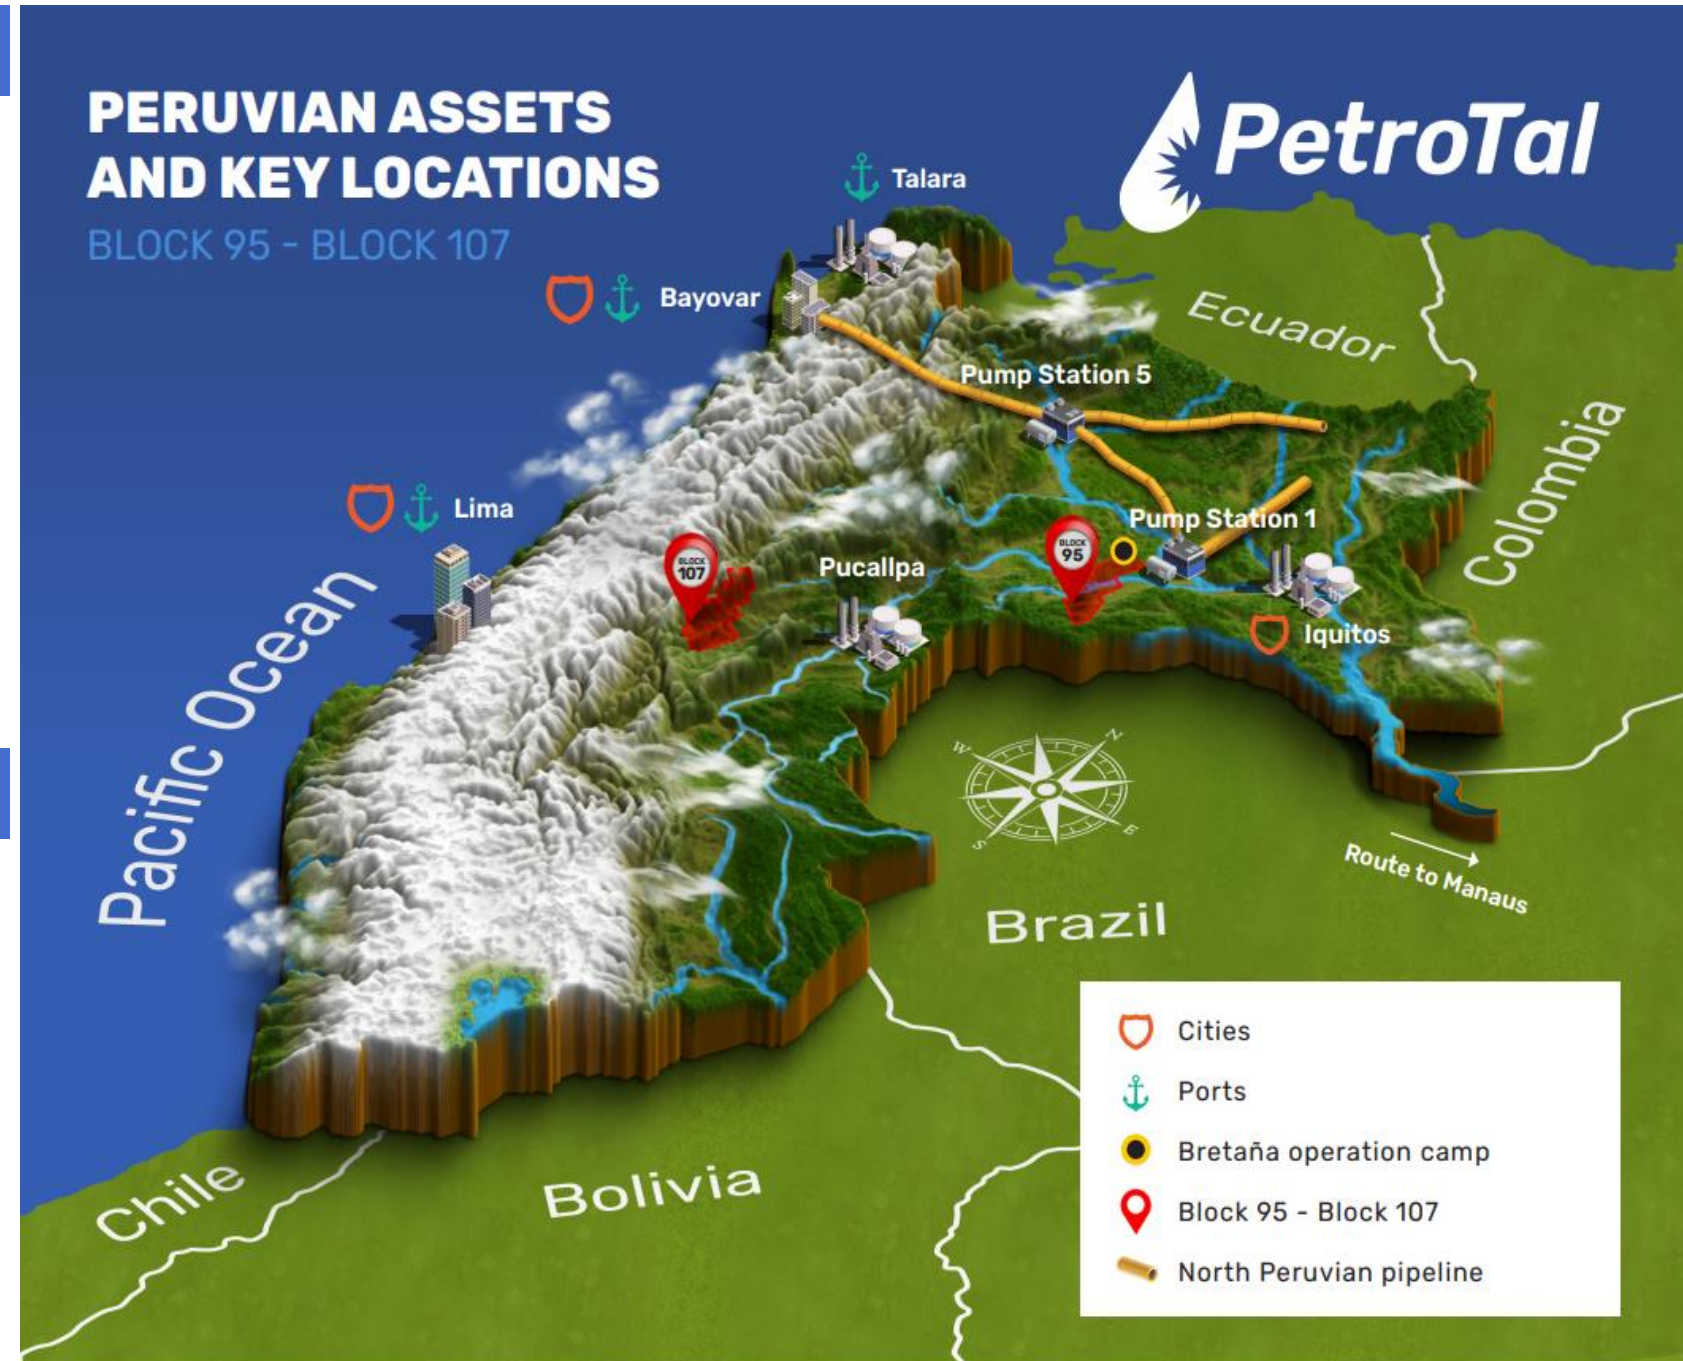 PERUVIAN ASSETS
AND KEY LOCATIONS
BLOCK 95 - BLOCK 107
PetroTal
Talara
Bayovar
Ecuador
Pump Station 5
Colombia
Lima
Pump Station 1
BLOCK
95
BLOCK
107
Pucallpa
Iquitos
Pacific Ocean
W
N
S
E
Route to Manaus
Brazil
Chile
Bolivia
Cities
Ports
Bretaña operation camp
Block 95 - Block 107
North Peruvian pipeline